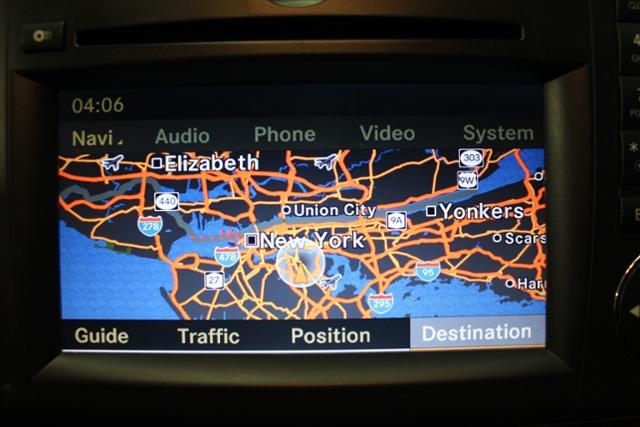 04:06
Navi Audio Phone Video System
303
Elizabeth
9W
440
Union City
9A
Yonkers
278
New York
Scars
478
95
27
Har
295
Guide Traffic Position Destination